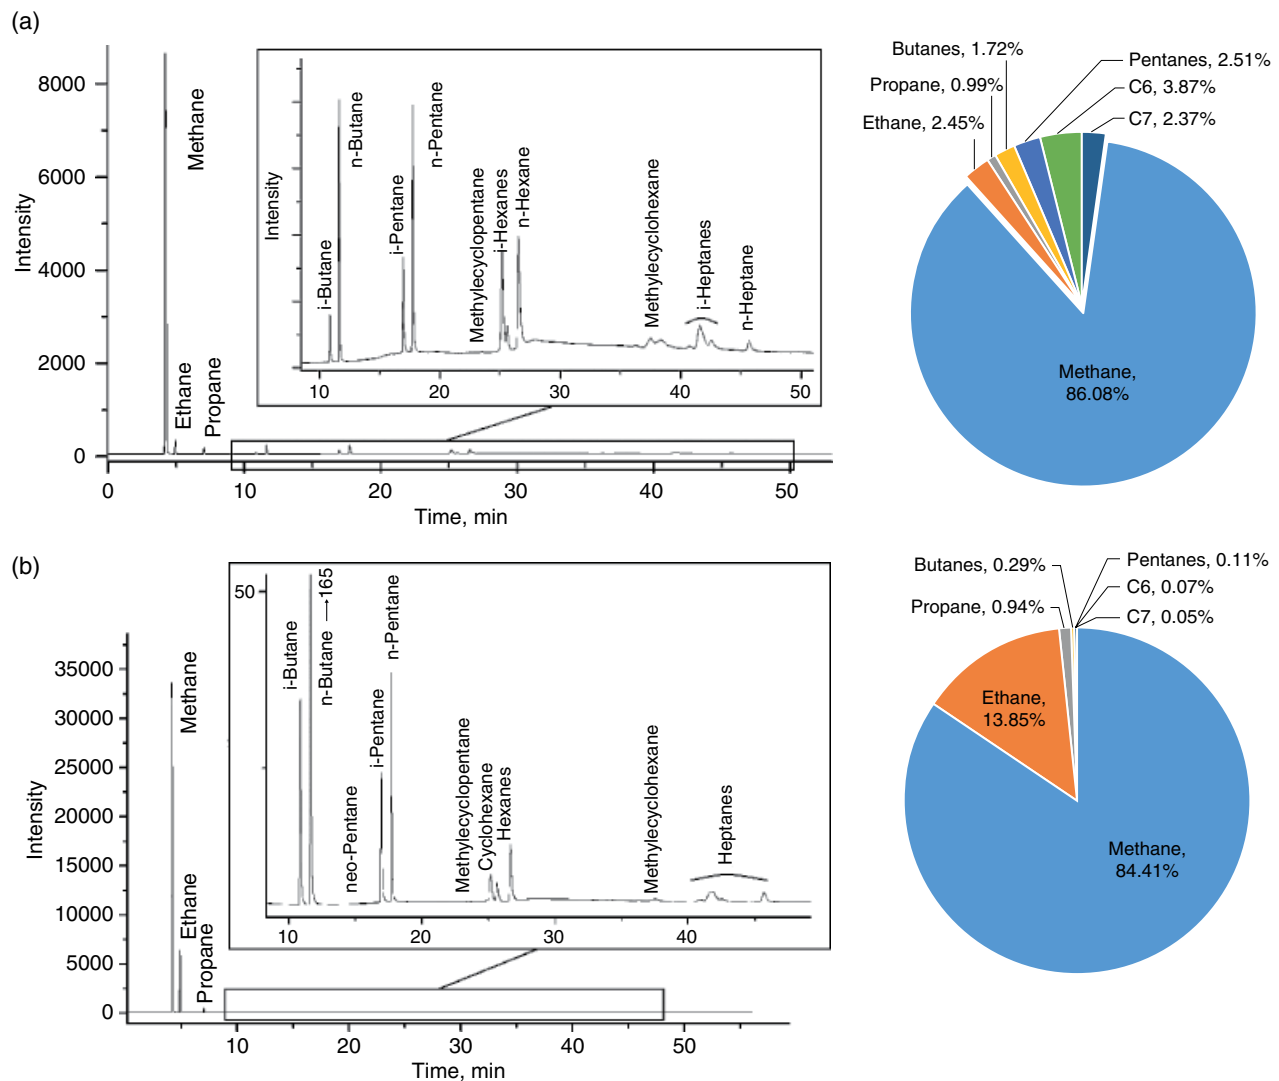 (a)
8000
6000
4000
2000
0
Intensity
Methane
Ethane
Propane
0
10
20
30
40
50
Time, min
Intensity
i-Butane
n-Butane
i-Pentane
n-Pentane
Methylecyclopentane
i-Hexanes
n-Hexane
Methylecyclohexane
i-Heptanes
n-Heptane
10
20
30
40
50
Butanes, 1.72%
Propane, 0.99%
Ethane, 2.45%
Pentanes, 2.51%
C6, 3.87%
C7, 2.37%
Methane,
86.08%
(b)
35000
30000
25000
20000
15000
10000
5000
0
Intensity
Methane
Ethane
Propane
10
20
30
40
50
Time, min
50
i-Butane
n-Butane →165
neo-Pentane
i-Pentane
n-Pentane
Methylecyclopentane
Cyclohexane
Hexanes
Methylecyclohexane
Heptanes
10
20
30
40
Butanes, 0.29%
Propane, 0.94%
Pentanes, 0.11%
C6, 0.07%
C7, 0.05%
Ethane,
13.85%
Methane,
84.41%